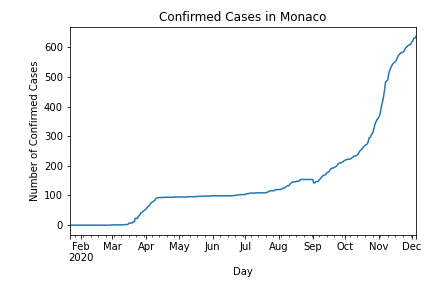 Confirmed Cases in Monaco
Number of Confirmed Cases
600
500
400
300
200
100
0
Feb Mar Apr May Jun Jul Aug Sep Oct Nov Dec
2020
Day